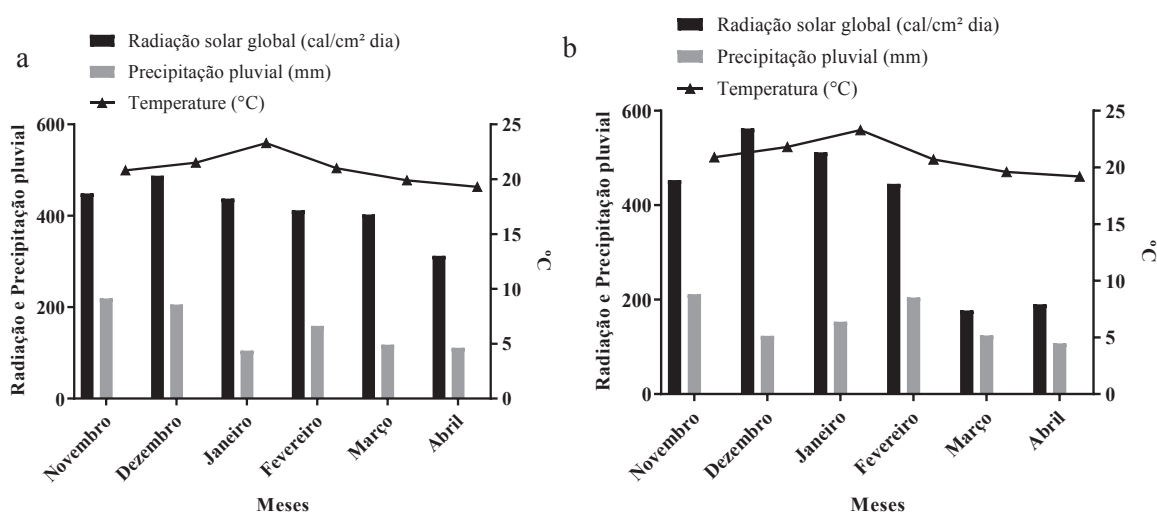 a
Radiação solar global (cal/cm² dia)
Precipitação pluvial (mm)
Temperature (°C)
Radiação e Precipitação pluvial
600
400
200
0
25
20
15
10
5
0
°C
Novembro
Dezembro
Janeiro
Fevereiro
Março
Abril
Meses
b
Radiação solar global (cal/cm² dia)
Precipitação pluvial (mm)
Temperatura (°C)
Radiação e Precipitação pluvial
600
400
200
0
25
20
15
10
5
0
°C
Novembro
Dezembro
Janeiro
Fevereiro
Março
Abril
Meses